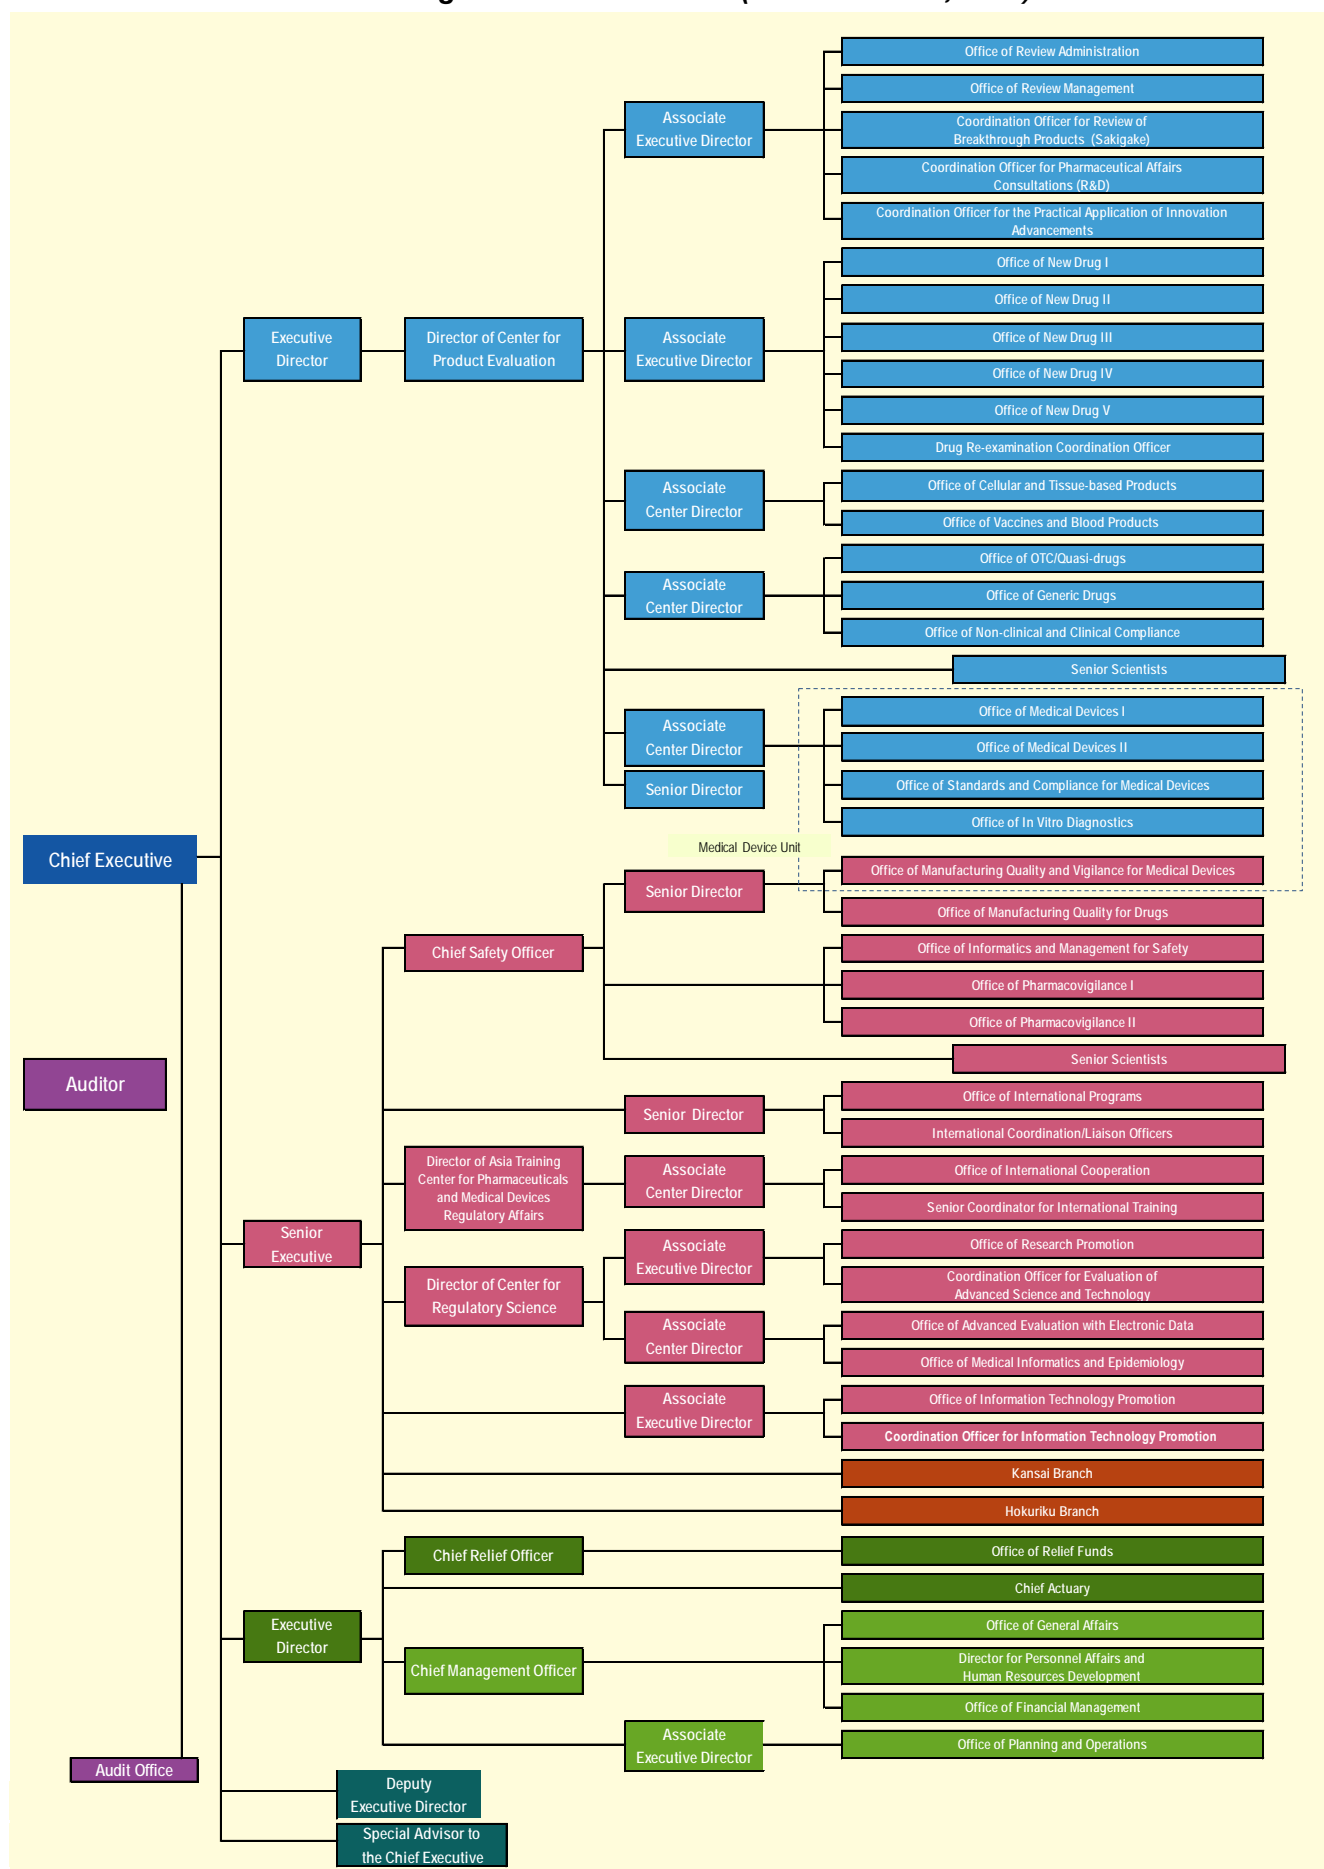 Office of Review Administration
Office of Review Management
Associate
Executive Director
Coordination Officer for Review of
Breakthrough Products (Sakigake)
Coordination Officer for Pharmaceutical Affairs
Consultations (R&D)
Coordination Officer for the Practical Application of Innovation
Advancements
Office of New Drug I
Office of New Drug II
Executive
Director
Director of Center for
Product Evaluation
Associate
Executive Director
Office of New Drug III
Office of New Drug IV
Office of New Drug V
Drug Re-examination Coordination Officer
Associate
Center Director
Office of Cellular and Tissue-based Products
Office of Vaccines and Blood Products
Office of OTC/Quasi-drugs
Associate
Center Director
Office of Generic Drugs
Office of Non-clinical and Clinical Compliance
Senior Scientists
Associate
Center Director
Office of Medical Devices I
Office of Medical Devices II
Senior Director
Office of Standards and Compliance for Medical Devices
Office of In Vitro Diagnostics
Medical Device Unit
Chief Executive
Senior Director
Office of Manufacturing Quality and Vigilance for Medical Devices
Office of Manufacturing Quality for Drugs
Chief Safety Officer
Office of Informatics and Management for Safety
Office of Pharmacovigilance I
Office of Pharmacovigilance II
Senior Scientists
Auditor
Senior Director
Office of International Programs
International Coordination/Liaison Officers
Director of Asia Training
Center for Pharmaceuticals
and Medical Devices
Regulatory Affairs
Associate
Center Director
Office of International Cooperation
Senior Coordinator for International Training
Senior
Executive
Associate
Executive Director
Office of Research Promotion
Director of Center for
Regulatory Science
Coordination Officer for Evaluation of
Advanced Science and Technology
Associate
Center Director
Office of Advanced Evaluation with Electronic Data
Office of Medical Informatics and Epidemiology
Associate
Executive Director
Office of Information Technology Promotion
Coordination Officer for Information Technology Promotion
Kansai Branch
Hokuriku Branch
Chief Relief Officer
Office of Relief Funds
Chief Actuary
Executive
Director
Office of General Affairs
Chief Management Officer
Director for Personnel Affairs and
Human Resources Development
Office of Financial Management
Associate
Executive Director
Office of Planning and Operations
Audit Office
Deputy
Executive Director
Special Advisor to
the Chief Executive